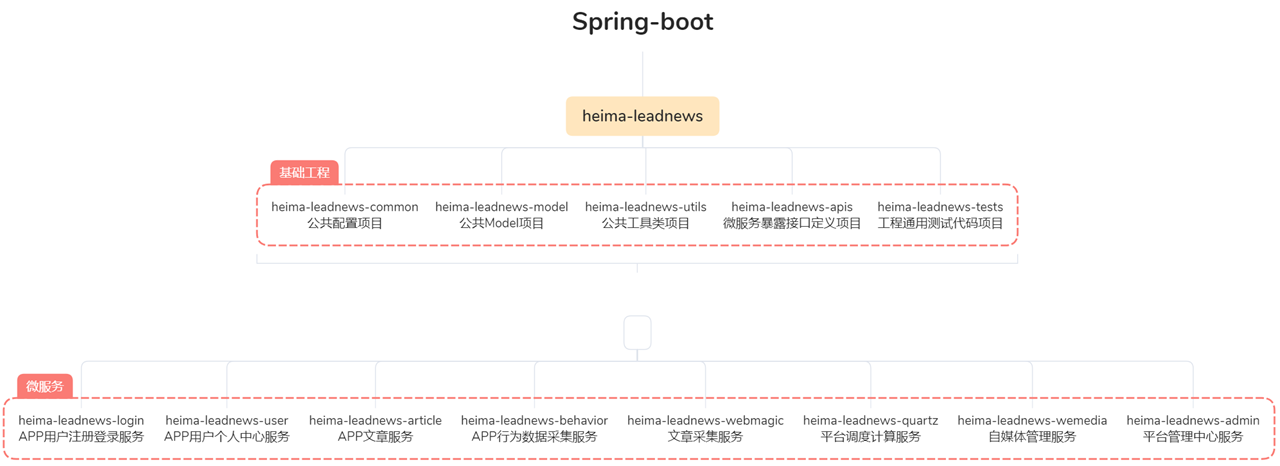 Spring-boot
heima-leadnews
基础工程
heima-leadnews-common
公共配置项目
heima-leadnews-model
公共Model项目
heima-leadnews-utils
公共工具类项目
heima-leadnews-apis
微服务暴露接口定义项目
heima-leadnews-tests
工程通用测试代码项目
微服务
heima-leadnews-login
APP用户注册登录服务
heima-leadnews-user
APP用户个人中心服务
heima-leadnews-article
APP文章服务
heima-leadnews-behavior
APP行为数据采集服务
heima-leadnews-webmagic
文章采集服务
heima-leadnews-quartz
平台调度计算服务
heima-leadnews-wemedia
自媒体管理服务
heima-leadnews-admin
平台管理中心服务